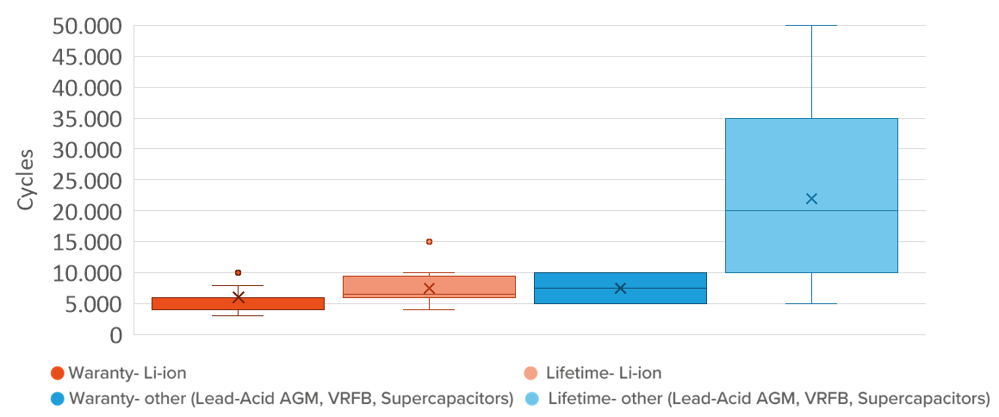 50.000
45.000
40.000
35.000
30.000
25.000
20.000
15.000
10.000
5.000
0
Cycles
Waranty- Li-ion
Lifetime- Li-ion
Waranty- other (Lead-Acid AGM, VRFB, Supercapacitors)
Lifetime- other (Lead-Acid AGM, VRFB, Supercapacitors)